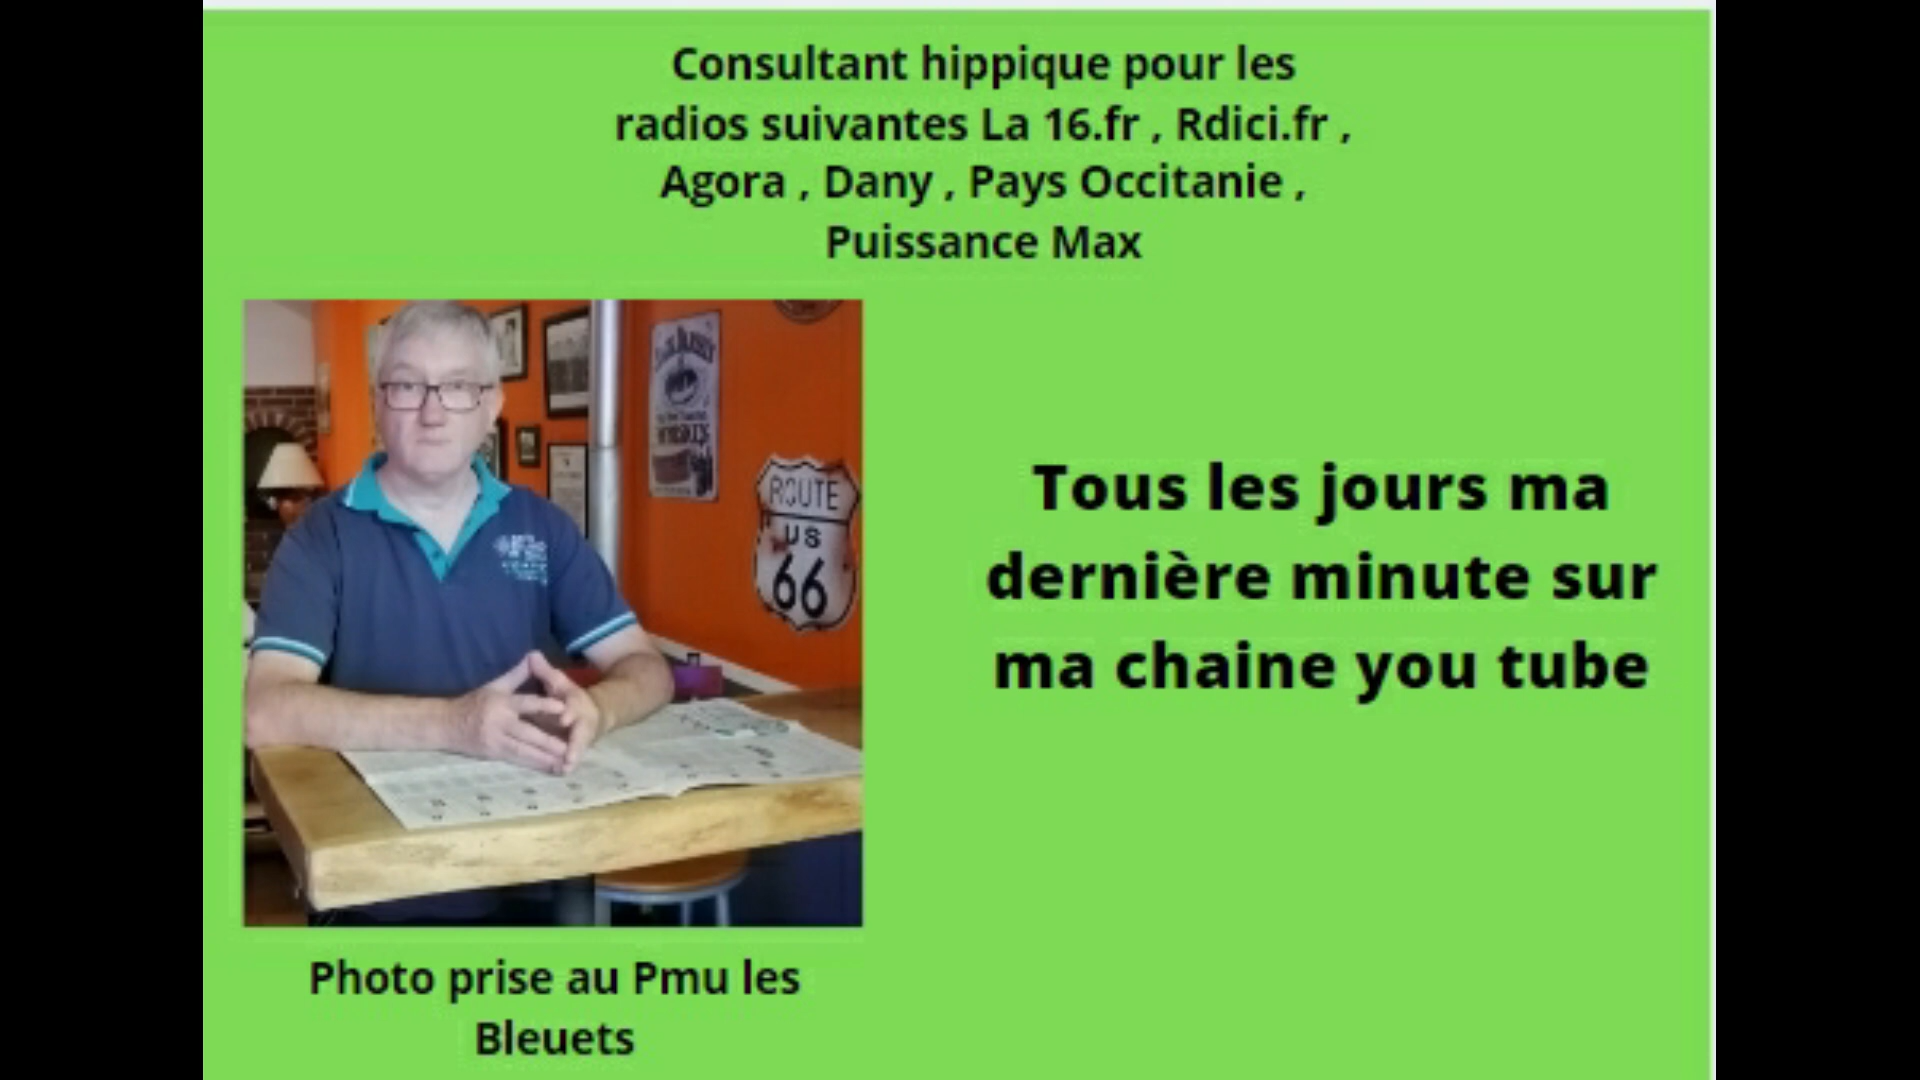 Consultant hippique pour les
radios suivantes La 16.fr , Rdici.fr ,
Agora , Dany , Pays Occitanie ,
Puissance Max
ROUTE
US
66
Tous les jours ma
dernière minute sur
ma chaine you tube
Photo prise au Pmu les
Bleuets